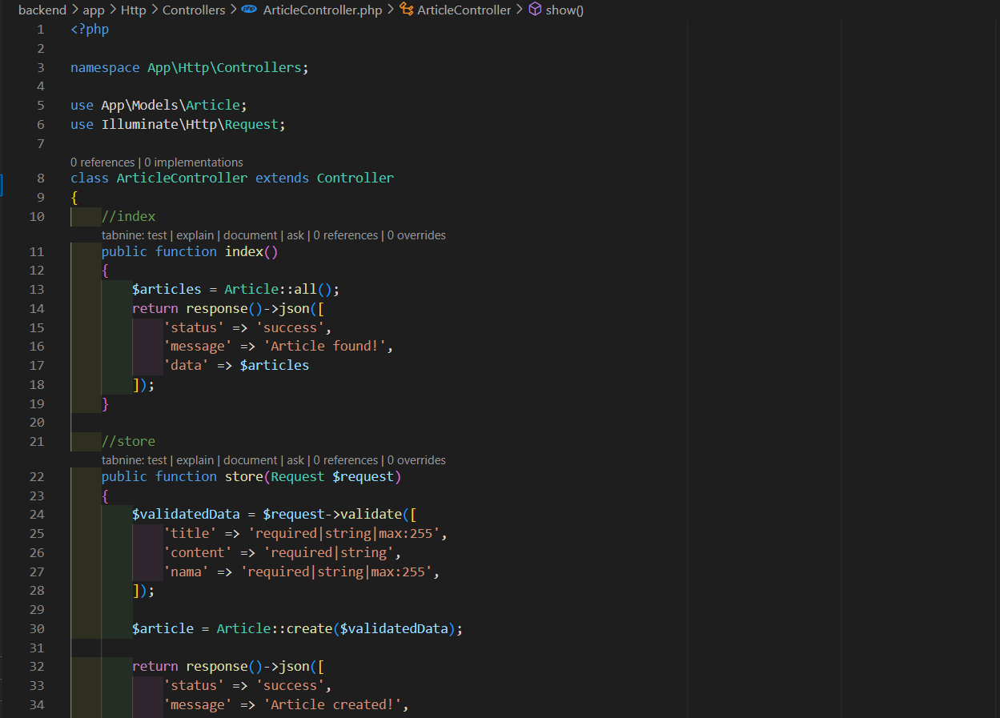 backend > app > Http > Controllers > php ArticleController.php > ArticleController > show()
1 <?php
2
3 namespace App\Http\Controllers;
4
5 use App\Models\Article;
6 use Illuminate\Http\Request;
7
0 references | 0 implementations
8 class ArticleController extends Controller
9 {
10 //index
tabnine: test | explain | document | ask | 0 references | 0 overrides
11 public function index()
12 {
13 $articles = Article::all();
14 return response()->json([
15 'status' => 'success',
16 'message' => 'Article found!',
17 'data' => $articles
18 ]);
19 }
20
21 //store
tabnine: test | explain | document | ask | 0 references | 0 overrides
22 public function store(Request $request)
23 {
24 $validatedData = $request->validate([
25 'title' => 'required|string|max:255',
26 'content' => 'required|string',
27 'nama' => 'required|string|max:255',
28 ]);
29
30 $article = Article::create($validatedData);
31
32 return response()->json([
33 'status' => 'success',
34 'message' => 'Article created!',